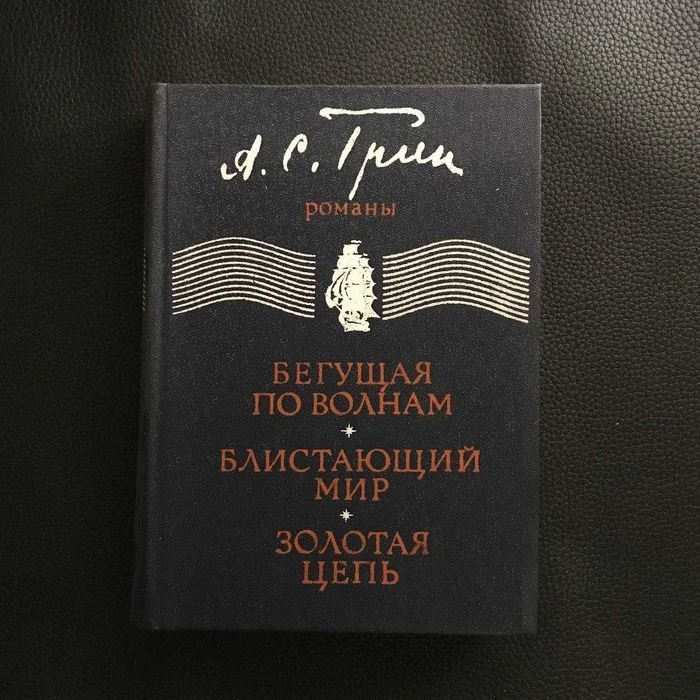 А. С. Грин
романы
БЕГУЩАЯ
ПО ВОЛНАМ
БЛИСТАЮЩИЙ
МИР
ЗОЛОТАЯ
ЦЕПЬ